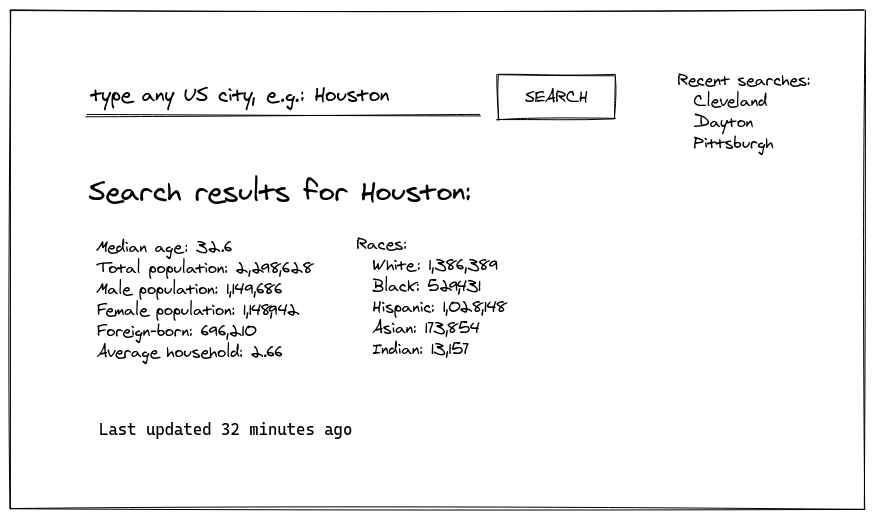 type any US city, e.g.: Houston
SEARCH
Recent searches:
Cleveland
Dayton
Pittsburgh
Search results for Houston:
Median age: 32.6
Total population: 2,298,628
Male population: 1,149,686
Female population: 1,148,942
Foreign-born: 696,210
Average household: 2.66
Races:
White: 1,386,389
Black: 529,431
Hispanic: 1,028,148
Asian: 173,854
Indian: 13,157
Last updated 32 minutes ago